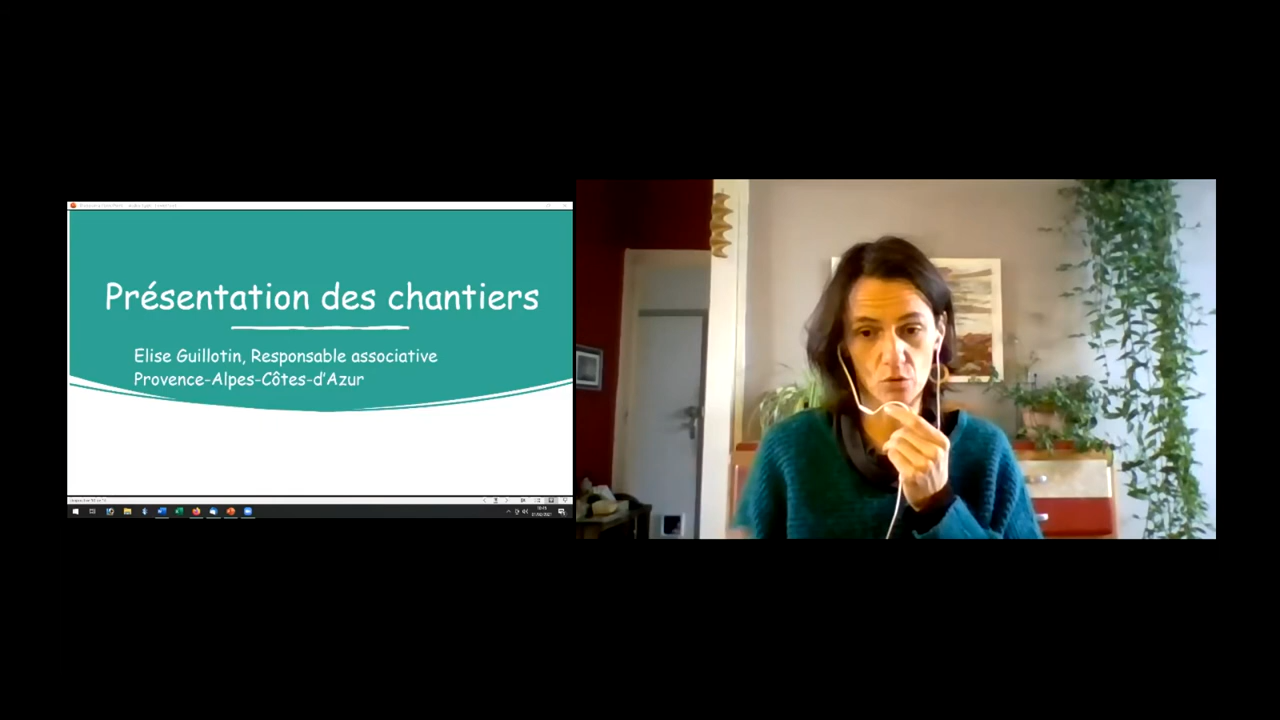 Présentation des chantiers
Elise Guillotin, Responsable associative
Provence-Alpes-Côtes-d'Azur